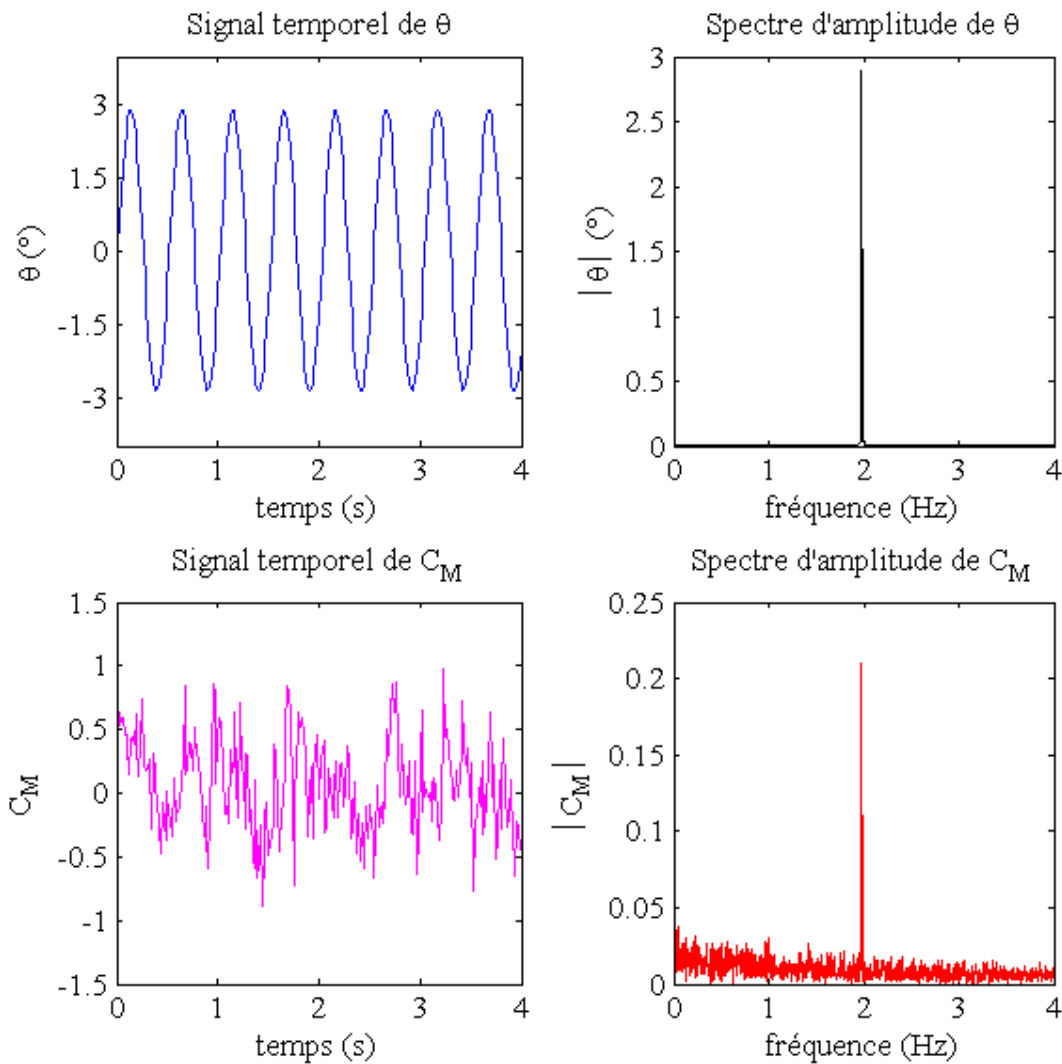 Signal temporel de θ
3
1.5
0
-1.5
-3
θ (°)
0 1 2 3 4
temps (s)
Spectre d'amplitude de θ
3
2.5
2
1.5
1
0.5
0
|θ| (°)
0 1 2 3 4
fréquence (Hz)
Signal temporel de C_M
1.5
1
0.5
0
-0.5
-1
-1.5
C_M
0 1 2 3 4
temps (s)
Spectre d'amplitude de C_M
0.25
0.2
0.15
0.1
0.05
0
|C_M|
0 1 2 3 4
fréquence (Hz)